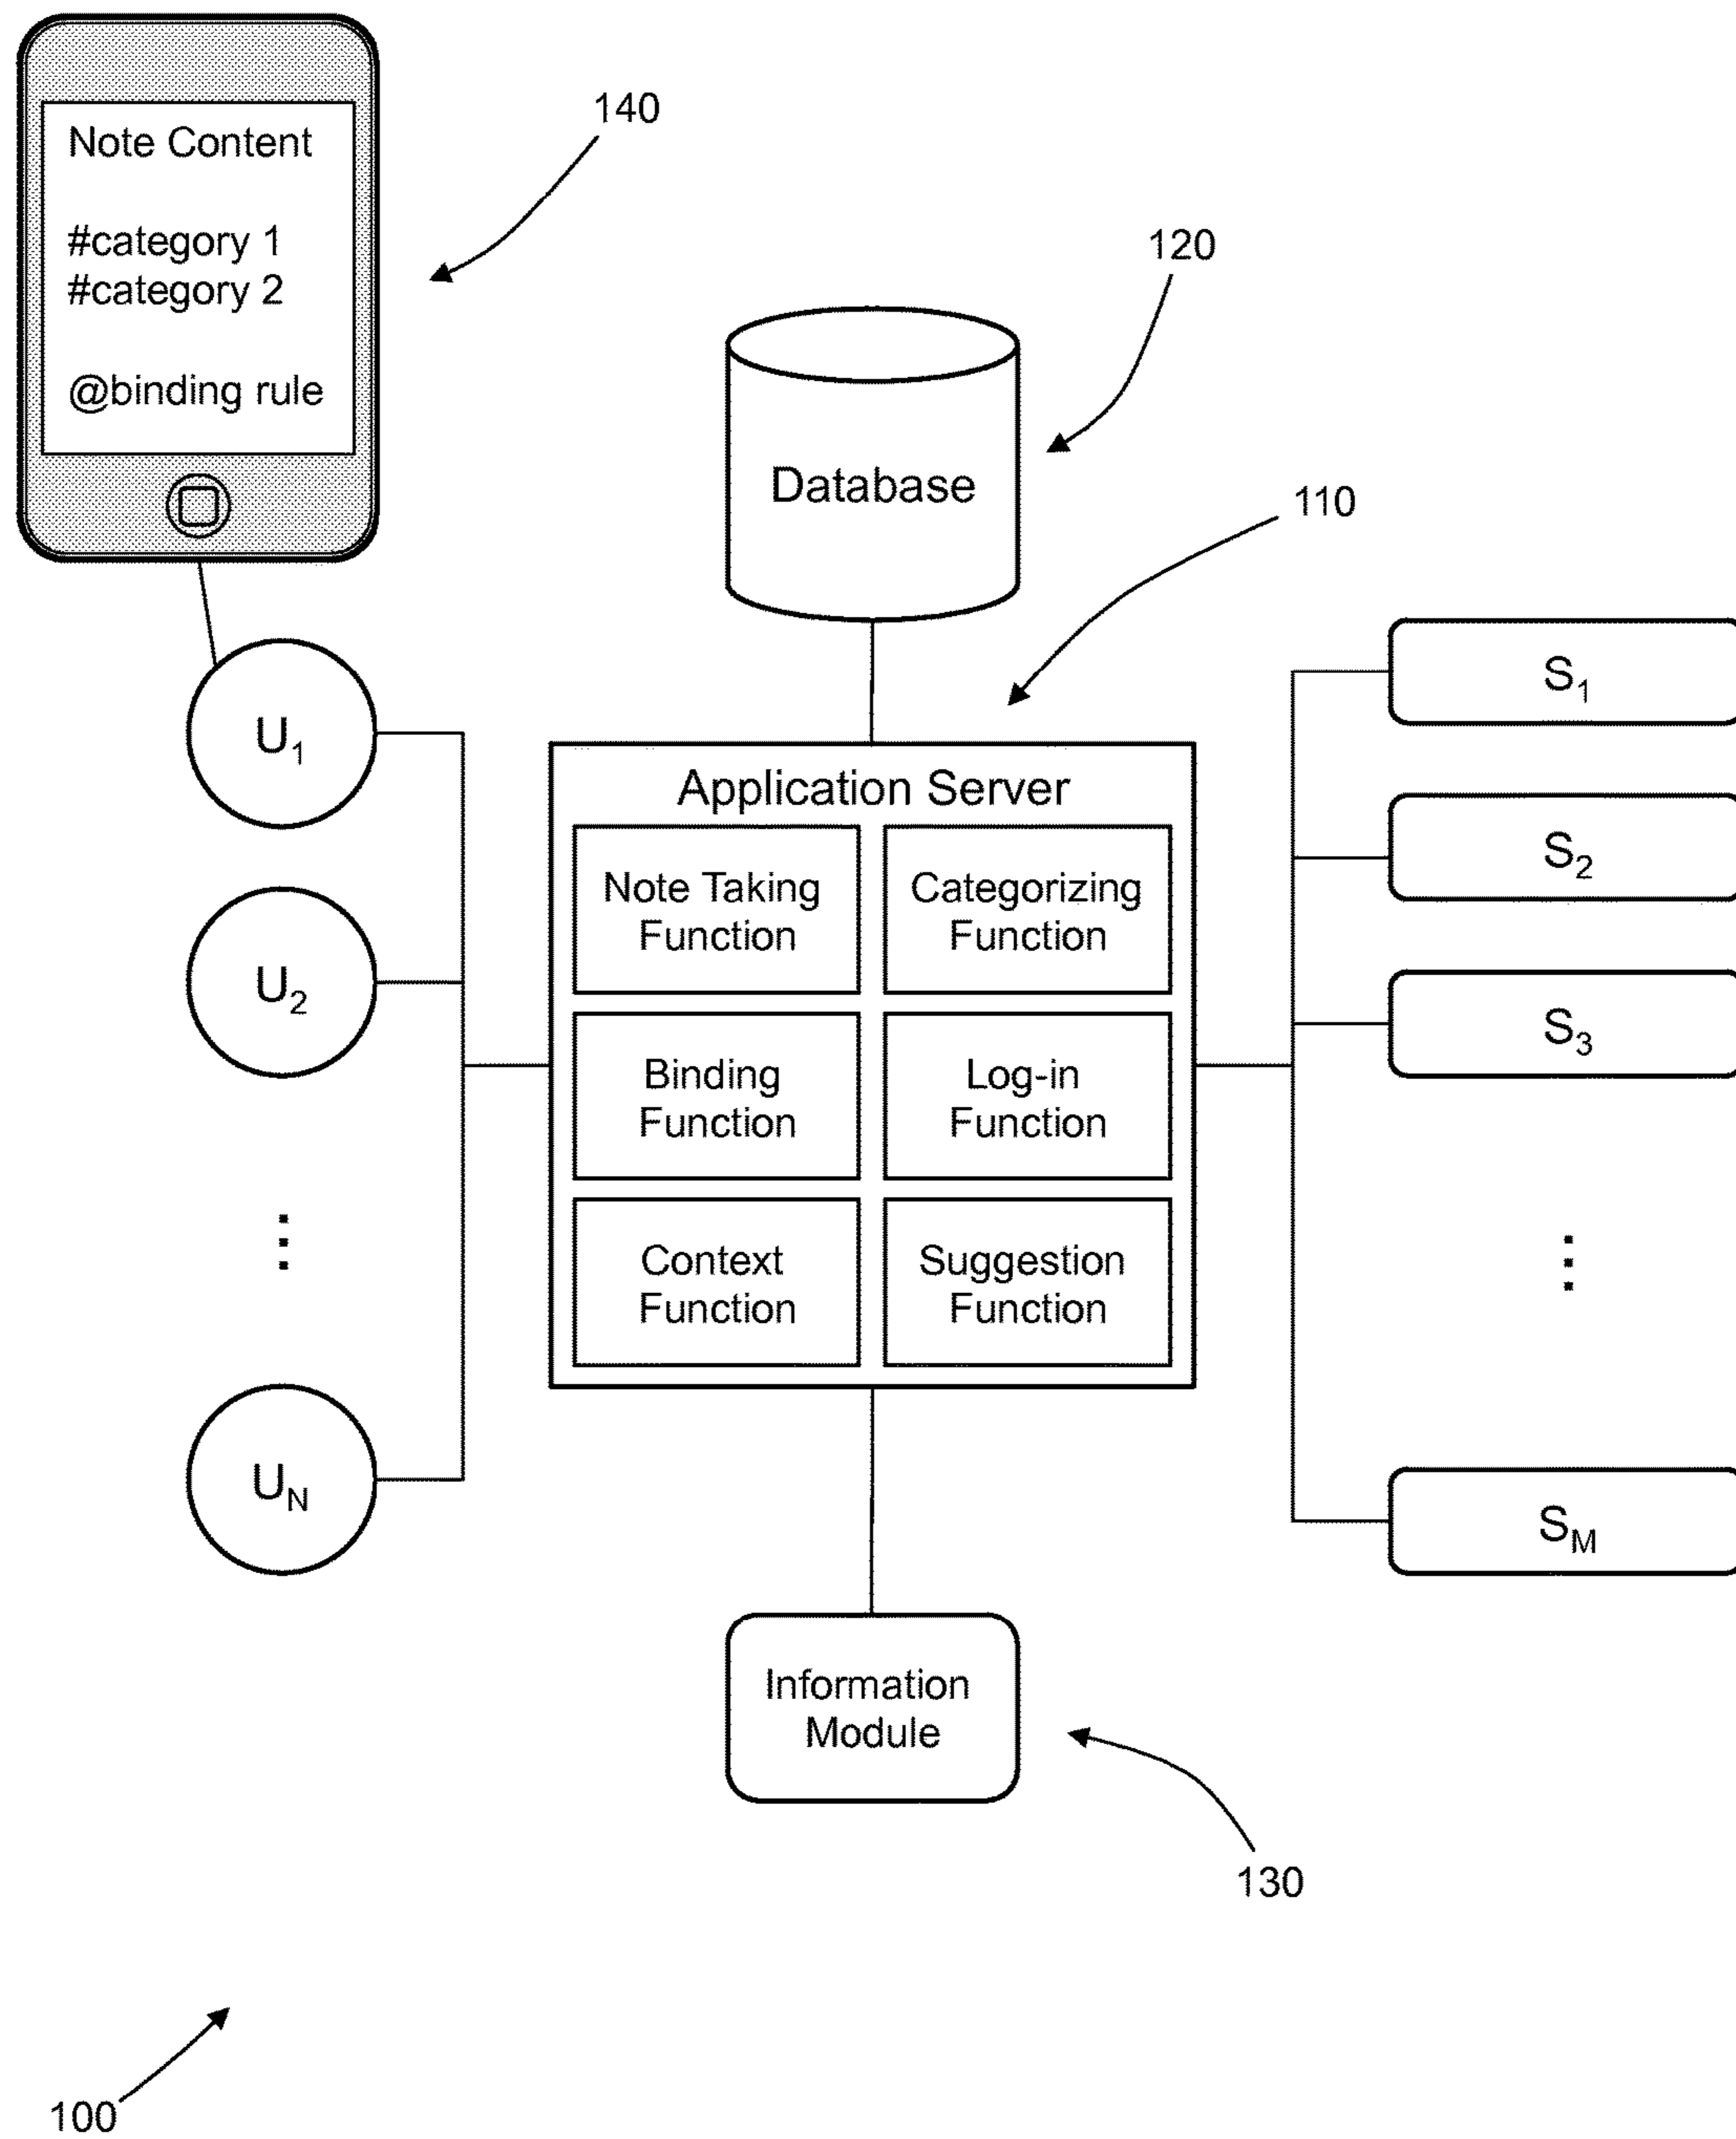 Note Content
#category 1
#category 2
@binding rule
140
120
Database
110
U1
U2
UN
Application Server
Note Taking
Function
Categorizing
Function
Binding
Function
Log-in
Function
Context
Function
Suggestion
Function
S1
S2
S3
SM
Information
Module
130
100